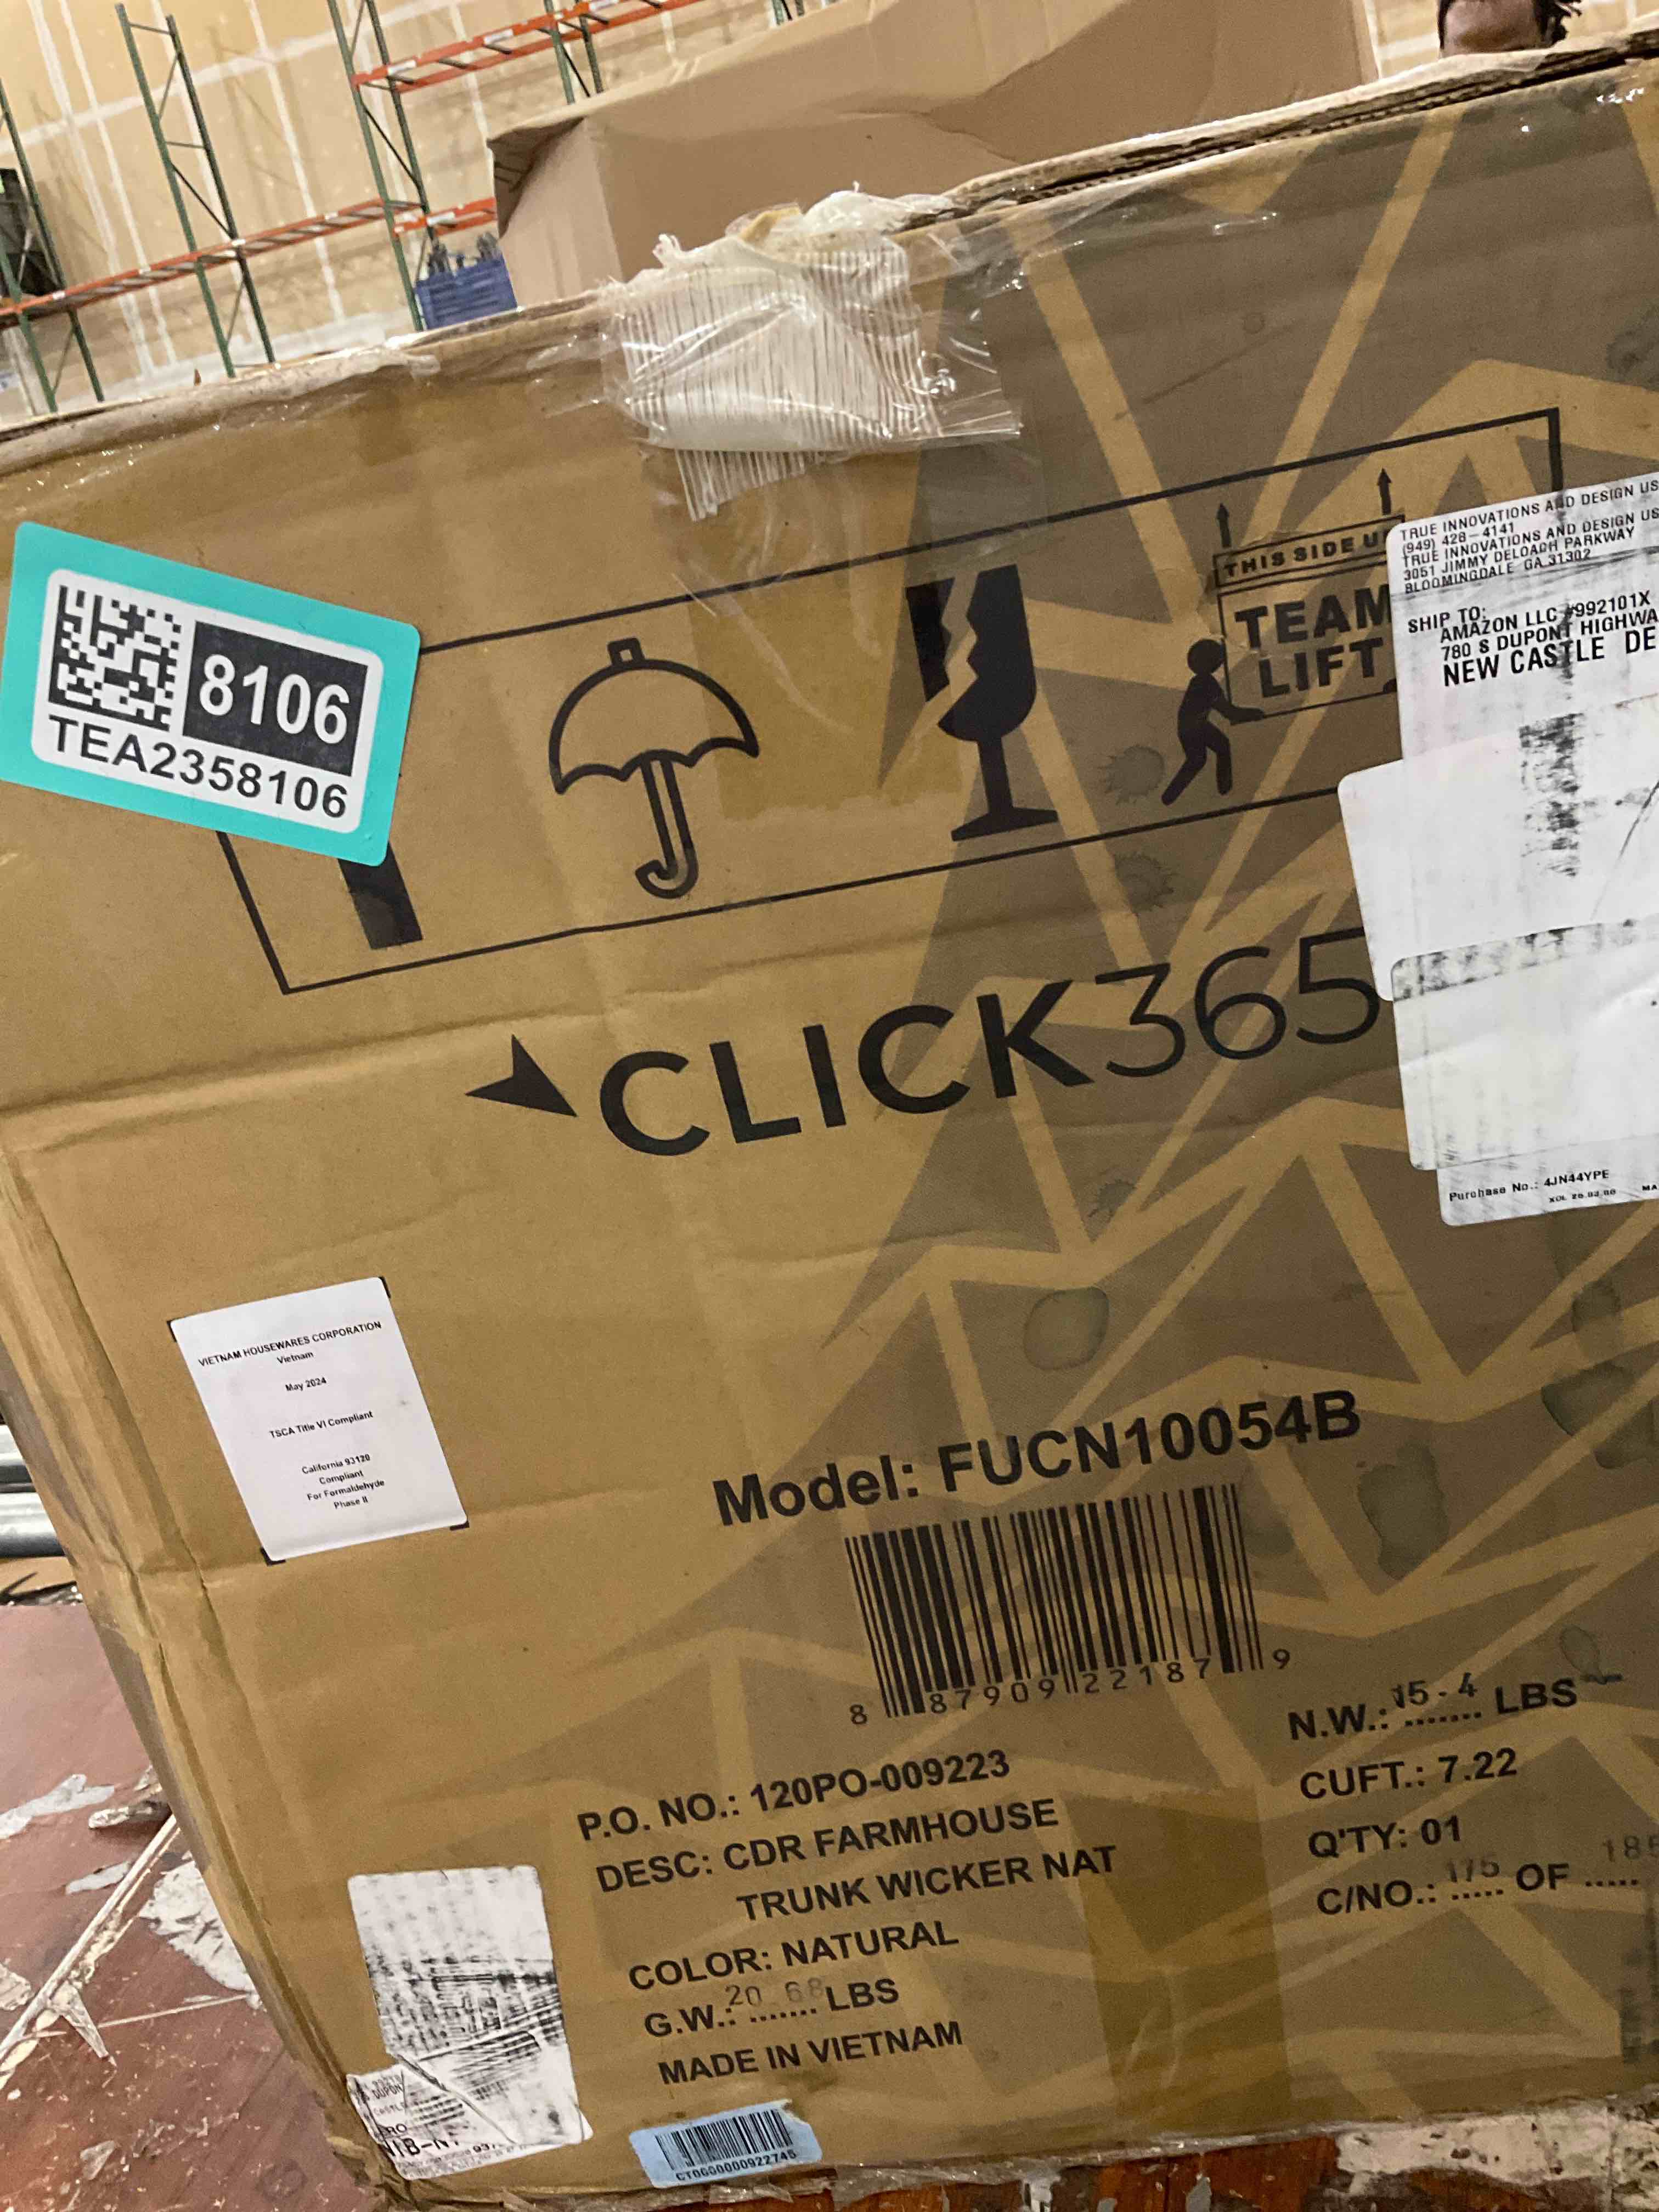 8106
TEA2358106
THIS SIDE U
TEAM
LIFT
TRUE INNOVATIONS AND DESIGN US
(949) 428-4141
TRUE INNOVATIONS AND DESIGN US
3051 JIMMY DELOACH PARKWAY
BLOOMINGDALE GA 31302
SHIP TO:
AMAZON LLC #992101X
780 S DUPONT HIGHWA
NEW CASTLE DE
CLICK365
Purchase No.: 4JN44YPE
VIETNAM HOUSEWARES CORPORATION
Vietnam
May 2024
TSCA Title VI Compliant
California 93120
Compliant
For Formaldehyde
Phase II
Model: FUCN10054B
8 87909 22187 9
P.O. NO.: 120PO-009223
DESC: CDR FARMHOUSE
TRUNK WICKER NAT
COLOR: NATURAL
G.W.: 20 68 LBS
MADE IN VIETNAM
N.W.: 15.4 LBS
CUFT.: 7.22
Q'TY: 01
C/NO.: 175 OF 185
CT0600000922745